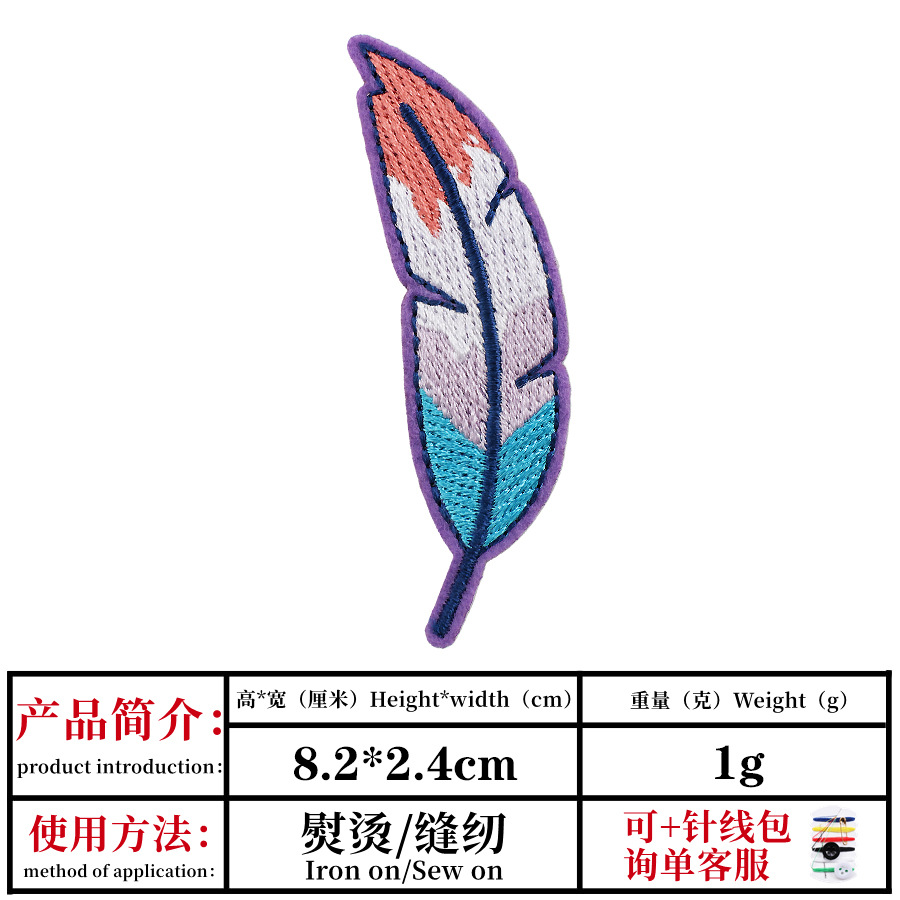 产品简介：
product introduction:
高*宽（厘米）Height*width（cm）
重量（克）Weight（g）
8.2*2.4cm
1g
使用方法：
method of application:
熨烫/缝纫
Iron on/Sew on
可+针线包
询单客服